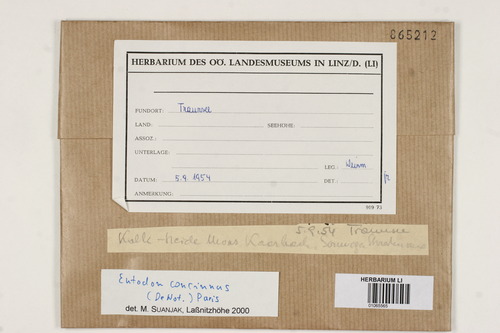 865212
HERBARIUM DES OÖ. LANDESMUSEUMS IN LINZ/D. (LI)
FUNDORT: Traunsee
LAND: SEEHÖHE:
ASSOZ.:
UNTERLAGE:
LEG.: Wurm
DATUM: 5.9.1954 DET.:
ANMERKUNG:
5.9.54 Traunsee
Entodon concinnus
(De Not.) Paris
det. M. SUANJAK, Laßnitzhöhe 2000
HERBARIUM LI